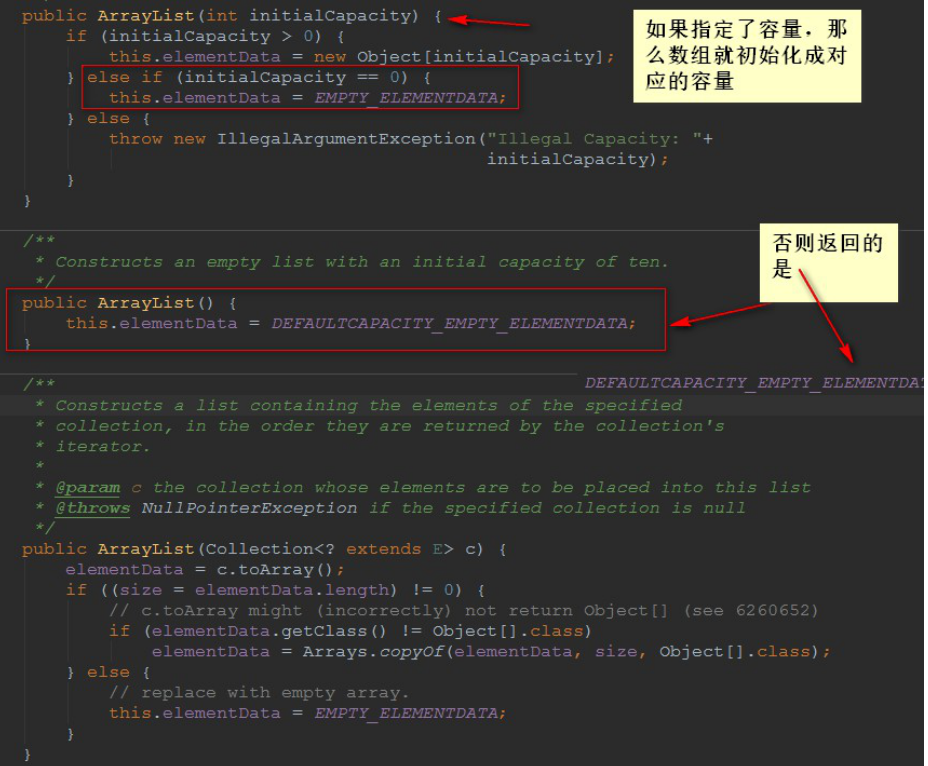 public ArrayList(int initialCapacity) {
如果指定了容量，那
么数组就初始化成对
应的容量
if (initialCapacity > 0) {
this.elementData = new Object[initialCapacity];
} else if (initialCapacity == 0) {
this.elementData = EMPTY_ELEMENTDATA;
} else {
throw new IllegalArgumentException("Illegal Capacity: "+
initialCapacity);
}
}
/**
* Constructs an empty list with an initial capacity of ten.
*/
否则返回的
是
public ArrayList() {
this.elementData = DEFAULTCAPACITY_EMPTY_ELEMENTDATA;
}
/**
DEFAULTCAPACITY_EMPTY_ELEMENTDA
* Constructs a list containing the elements of the specified
* collection, in the order they are returned by the collection's
* iterator.
*
* @param c the collection whose elements are to be placed into this list
* @throws NullPointerException if the specified collection is null
*/
public ArrayList(Collection<? extends E> c) {
elementData = c.toArray();
if ((size = elementData.length) != 0) {
// c.toArray might (incorrectly) not return Object[] (see 6260652)
if (elementData.getClass() != Object[].class)
elementData = Arrays.copyOf(elementData, size, Object[].class);
} else {
// replace with empty array.
this.elementData = EMPTY_ELEMENTDATA;
}
}